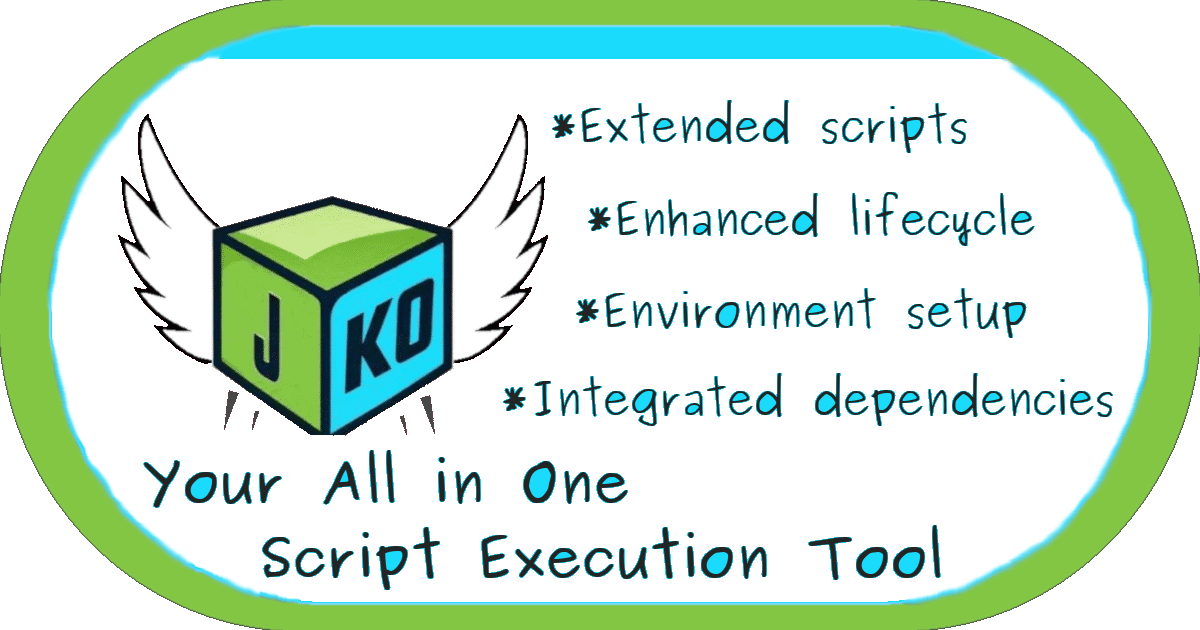 *Extended scripts
*Enhanced lifecycle
*Environment setup
*Integrated dependencies
J KO
Your All in One
Script Execution Tool